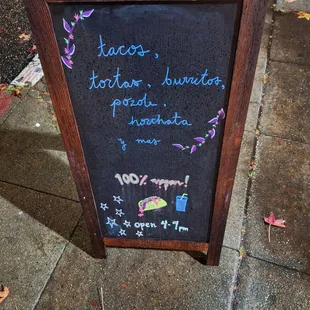 tacos,
tortas, burritos,
pozole,
horchata
y mas
100% vegan!
open 4-9pm